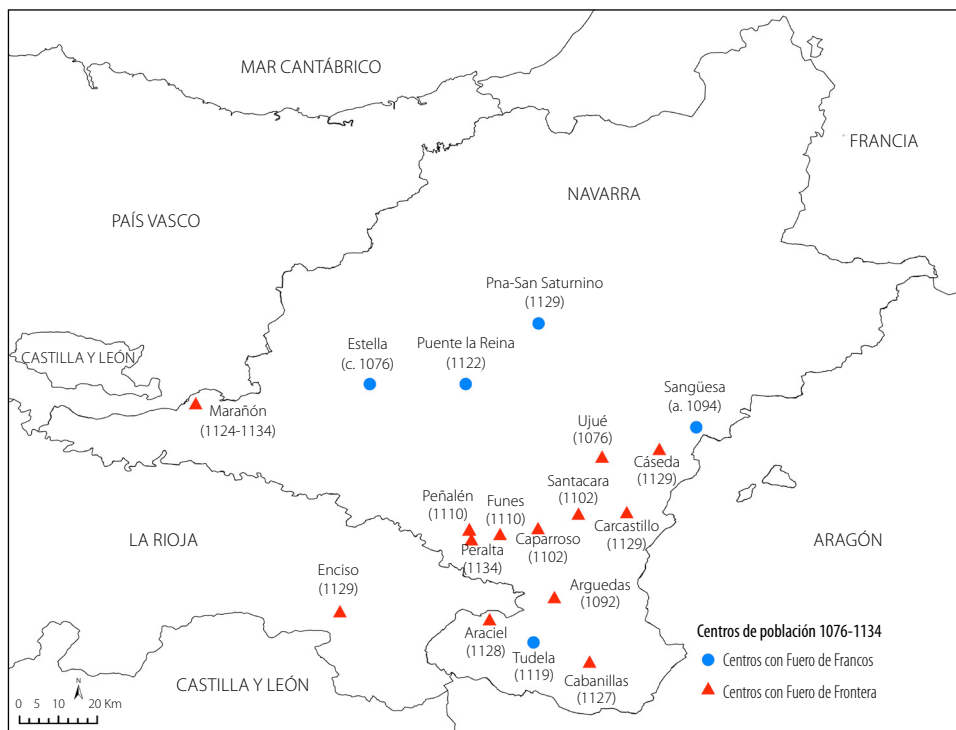 MAR CANTÁBRICO
FRANCIA
NAVARRA
PAÍS VASCO
Pna-San Saturnino
(1129)
Estella
(c. 1076)
Puente la Reina
(1122)
CASTILLA Y LEÓN
Sangüesa
(a. 1094)
Marañón
(1124-1134)
Ujué
(1076)
Cáseda
(1129)
Santacara
(1102)
Peñalén
(1110)
Funes
(1110)
Carcastillo
(1129)
Caparroso
(1102)
LA RIOJA
ARAGÓN
Peralta
(1134)
Enciso
(1129)
Arguedas
(1092)
Araciel
(1128)
Tudela
(1119)
Cabanillas
(1127)
CASTILLA Y LEÓN
Centros de población 1076-1134
Centros con Fuero de Francos
Centros con Fuero de Frontera
N
0 5 10 20 Km